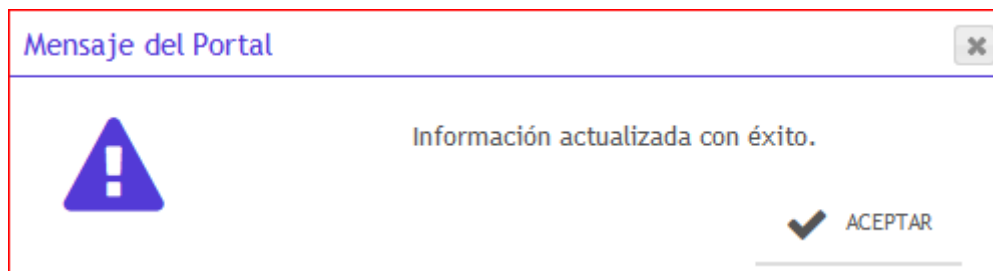 Mensaje del Portal
Información actualizada con éxito.
ACEPTAR